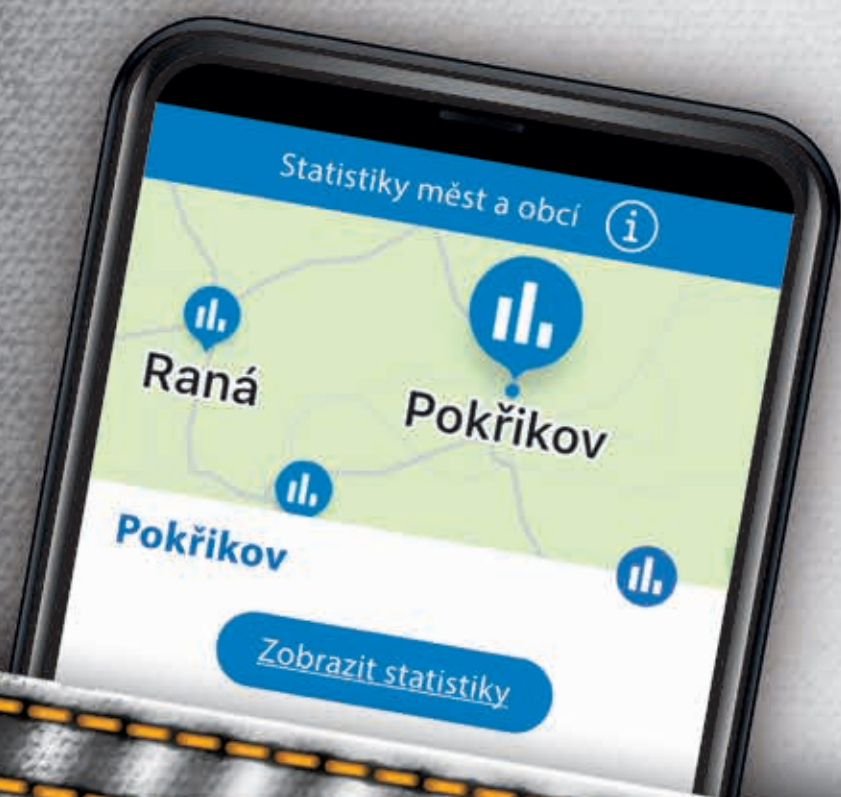 Statistiky měst a obcí i
Raná
Pokřikov
Pokřikov
Zobrazit statistiky